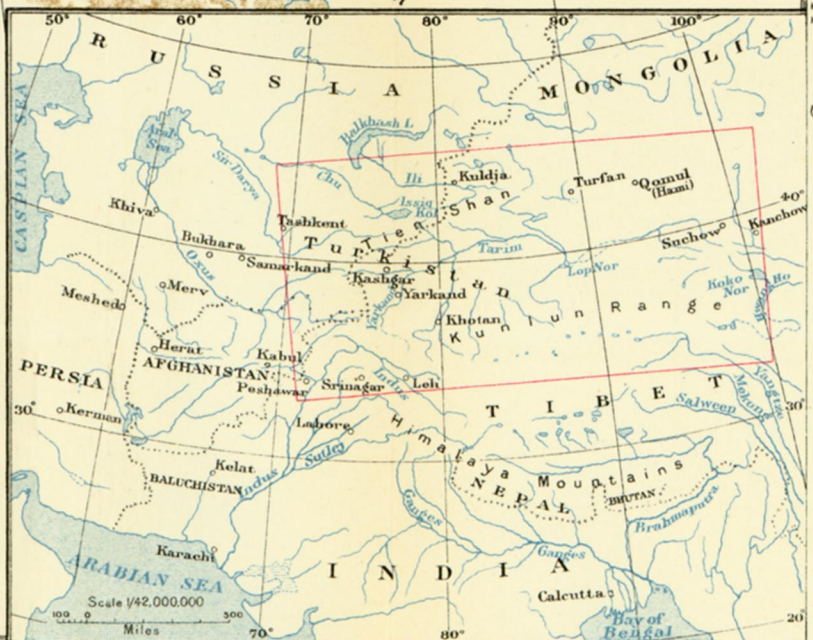 50°
60°
70°
80°
90°
100°
RUSSIA
MONGOLIA
CASPIAN SEA
Aral Sea
Balkhash L
Sir Darya
Chu
Ili
Kuldja
Turfan
Qomul
(Hami)
Issiq Kol
Tien Shan
40°
Khiva
Tashkent
Kanchow
Suchow
Bukhara
Turkistan
Samarkand
Tarim
Oxus
Kashgar
Lop Nor
Merv
Yarkand
Koko Nor
Ho
Meshed
Yarkand
Khotan
Kunlun Range
Herat
Kabul
AFGHANISTAN
PERSIA
Peshawar
Srinagar
Indus
Leh
Yangtze
Mekong
30°
Kerman
TIBET
Salween
30°
Lahore
Himalaya Mountains
Sutlej
Kelat
BALUCHISTAN
Indus
NEPAL
BHUTAN
Ganges
Brahmaputra
Karachi
Ganges
ARABIAN SEA
INDIA
Calcutta
Scale 1/42,000,000
100 0 500
Miles
Bay of
Bengal
70°
80°
20°